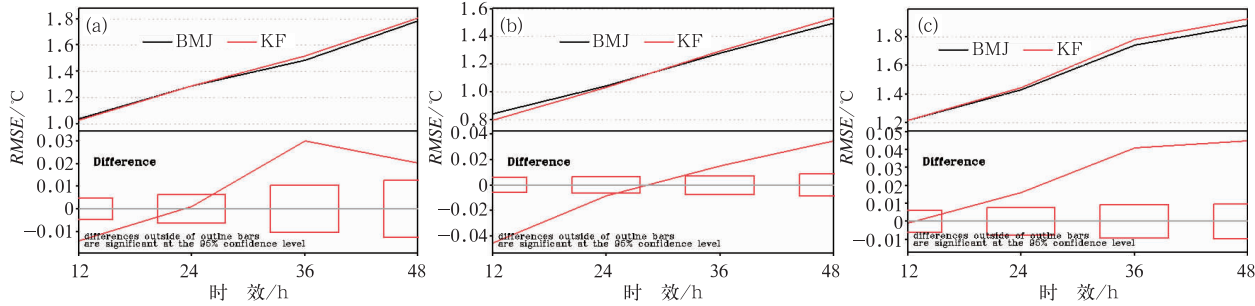 (a)
BMJ KF
RMSE/℃
1.8
1.6
1.4
1.2
1.0
0.03
0.02
0.01
0
−0.01
Difference
differences outside of outline bars
are significant at the 95% confidence level
12 24 36 48
时 效/h
(b)
BMJ KF
RMSE/℃
1.6
1.4
1.2
1.0
0.8
0.04
0.02
0
−0.02
−0.04
Difference
differences outside of outline bars
are significant at the 95% confidence level
12 24 36 48
时 效/h
(c)
BMJ KF
RMSE/℃
1.8
1.6
1.4
1.2
0.05
0.04
0.03
0.02
0.01
0
−0.01
Difference
differences outside of outline bars
are significant at the 95% confidence level
12 24 36 48
时 效/h